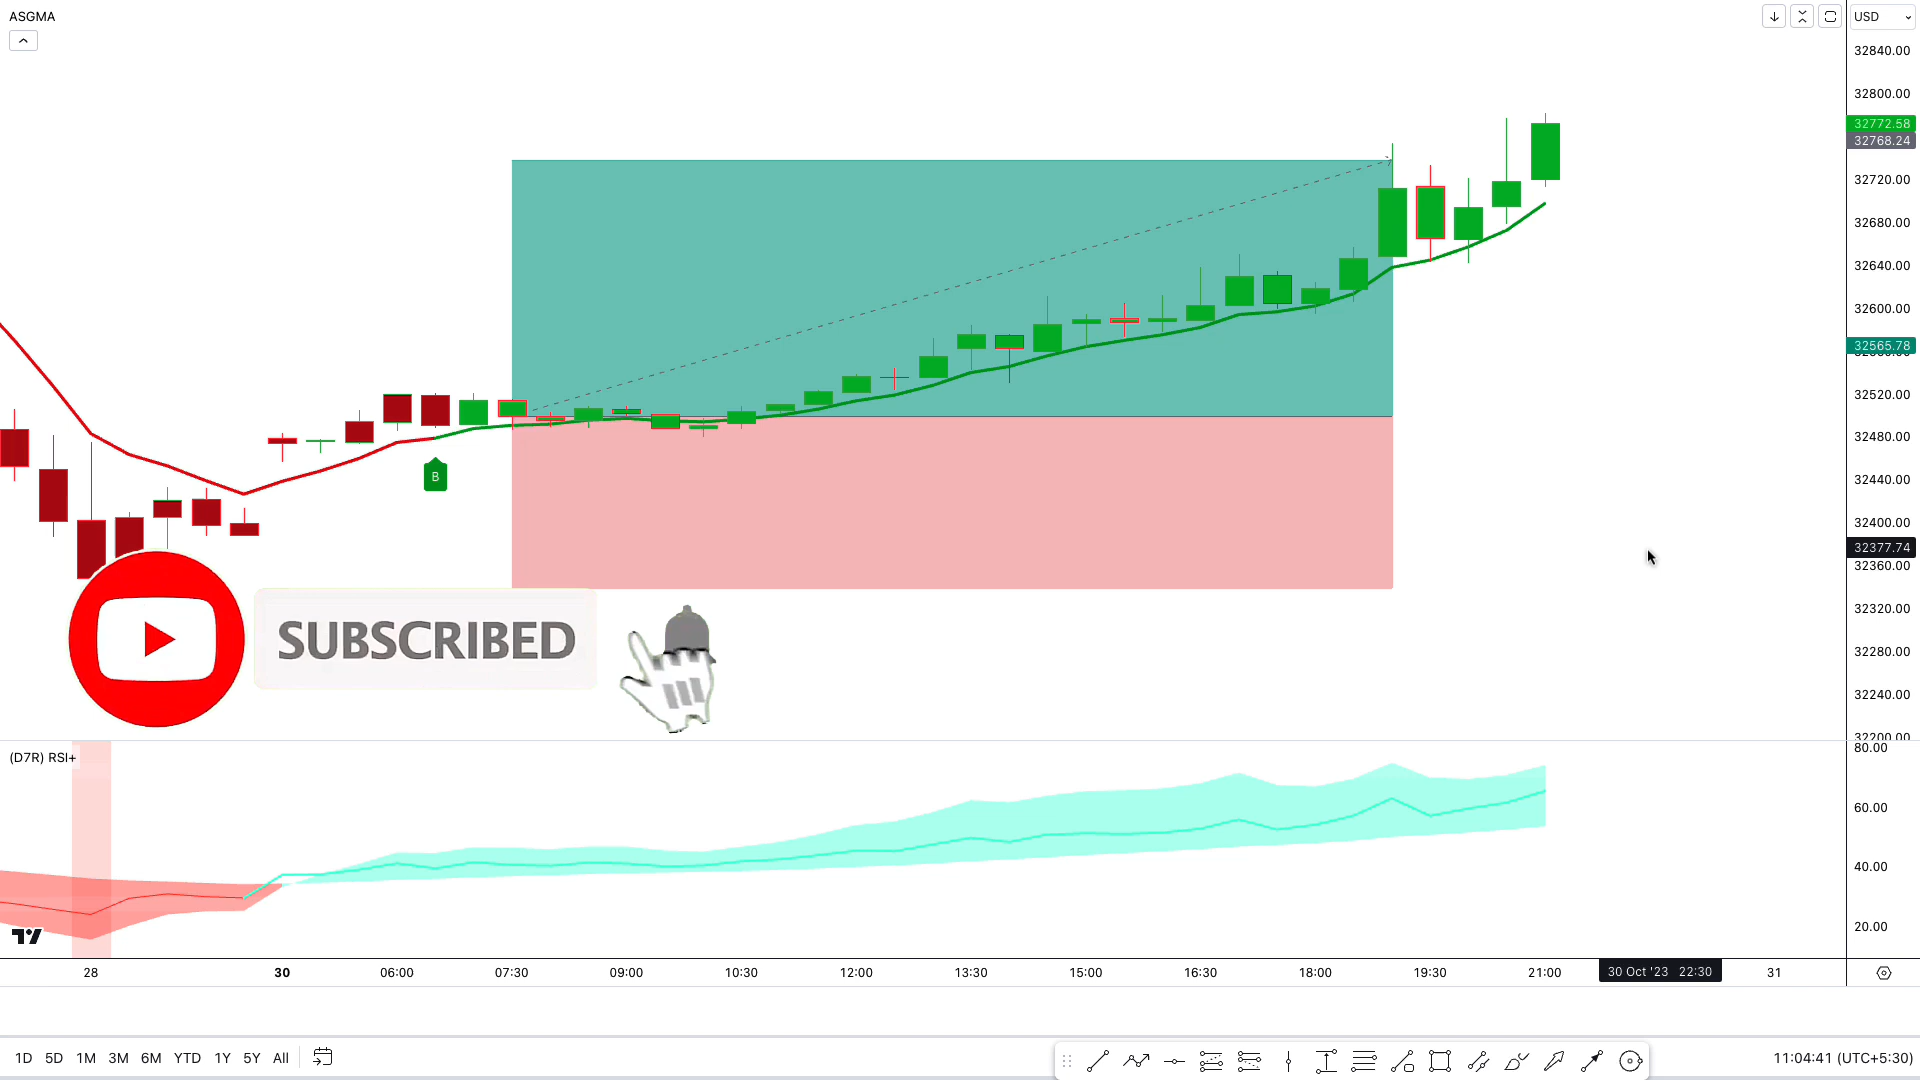 ASGMA
USD
32840.00
32800.00
32772.58
32768.24
32720.00
32680.00
32640.00
32600.00
32565.78
32520.00
32480.00
B
32440.00
32400.00
32377.74
32360.00
32320.00
SUBSCRIBED
32280.00
32240.00
32200.00
80.00
(D7R) RSI+
60.00
40.00
20.00
28 30 06:00 07:30 09:00 10:30 12:00 13:30 15:00 16:30 18:00 19:30 21:00 30 Oct '23 22:30 31
1D 5D 1M 3M 6M YTD 1Y 5Y All
11:04:41 (UTC+5:30)